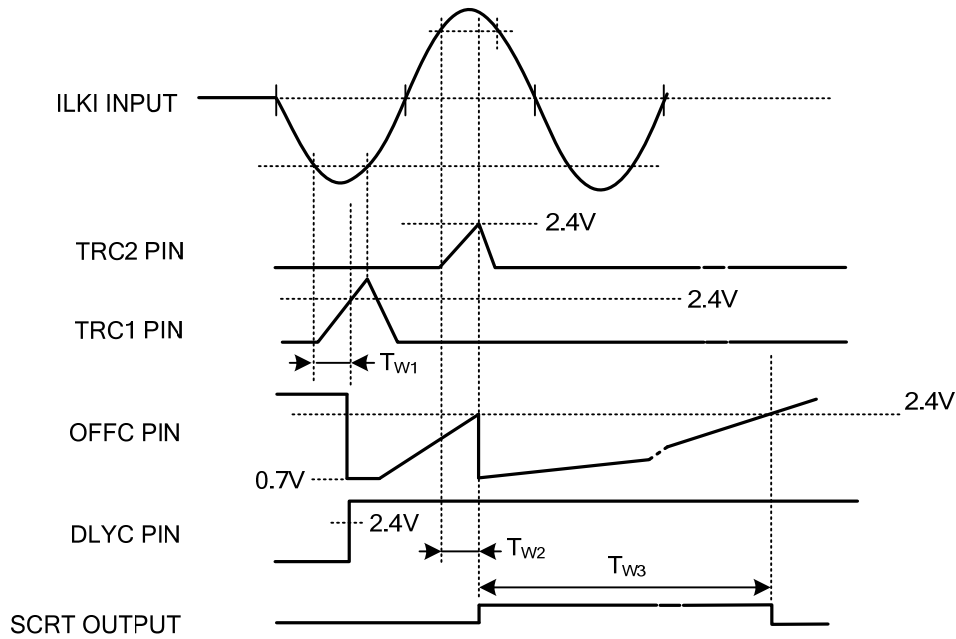 ILKI INPUT
2.4V
TRC2 PIN
2.4V
TRC1 PIN
TW1
2.4V
OFFC PIN
0.7V
2.4V
DLYC PIN
TW2
TW3
SCRT OUTPUT